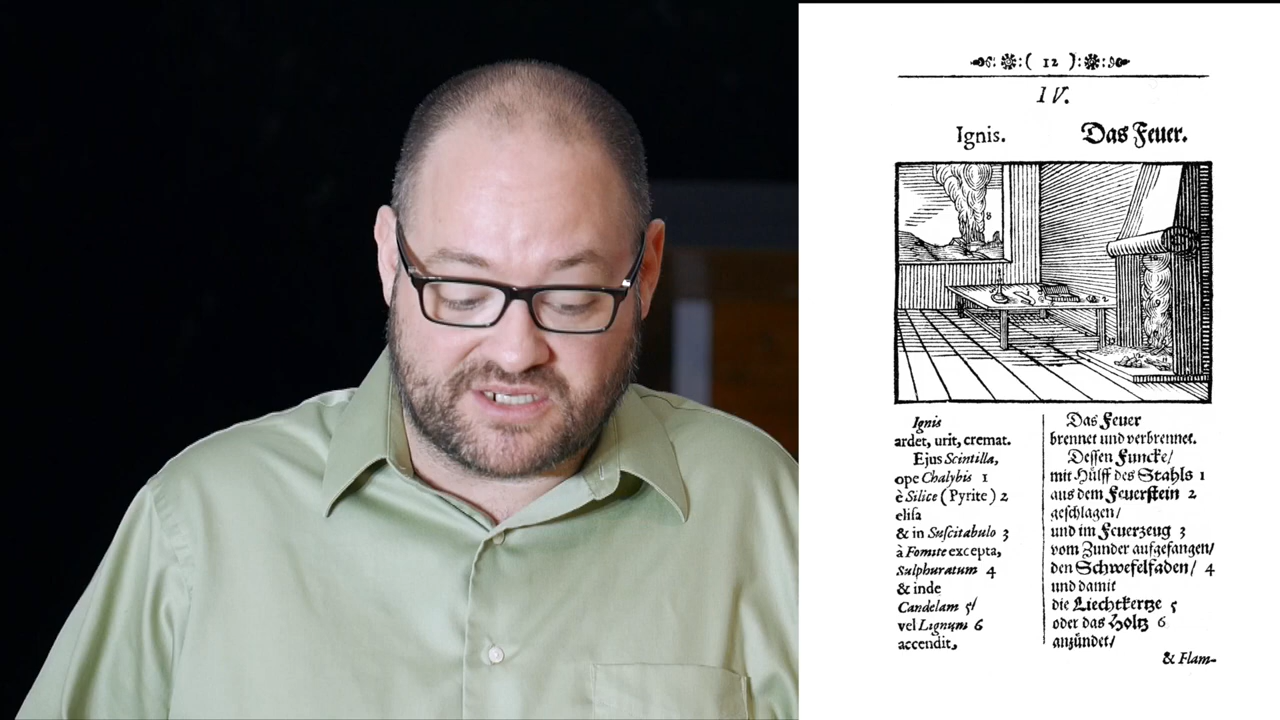 ( 12 )
IV.
Ignis. Das Feuer.
8
9
Ignis
ardet, urit, cremat.
Ejus Scintilla,
ope Chalybis 1
è Silice (Pyrite) 2
elisa
& in Suscitabulo 3
à Fomite excepta,
Sulphuratum 4
& inde
Candelam 5/
vel Lignum 6
accendit,
Das Feuer
brennet und verbrennet.
Dessen Funcke/
mit Hülff des Stahls 1
aus dem Feuerstein 2
geschlagen/
und im Feuerzeug 3
vom Zunder aufgefangen/
den Schwefelfaden/ 4
und damit
die Liechtkertze 5
oder das Holtz 6
anzündet/
& Flam-